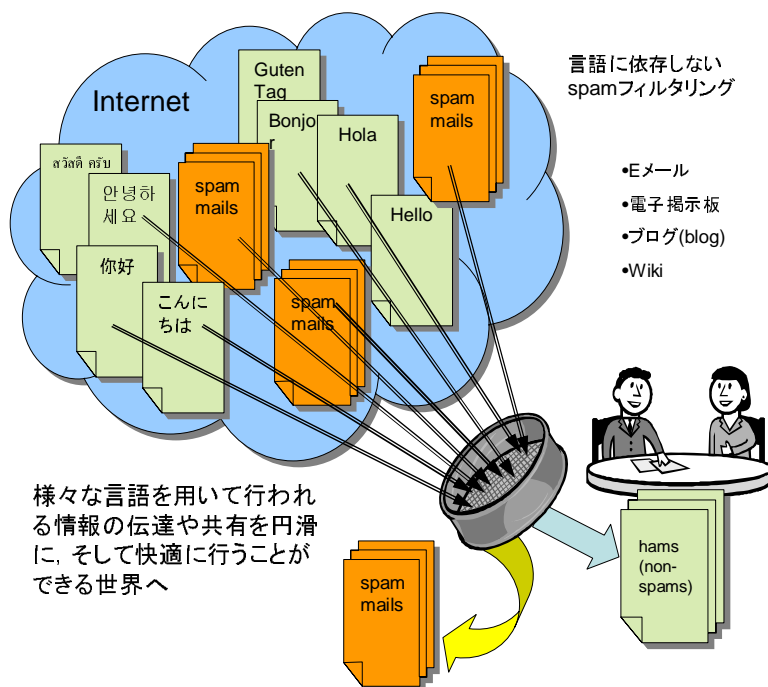 Internet
Guten
Tag
Bonjo
r
Hola
Hello
spam
mails
สวัสดี ครับ
안녕하
세요
spam
mails
你好
こんに
ちは
spam
mails
言語に依存しない
spamフィルタリング
•Eメール
•電子掲示板
•ブログ(blog)
•Wiki
様々な言語を用いて行われ
る情報の伝達や共有を円滑
に, そして快適に行うことが
できる世界へ
spam
mails
hams
(non-
spams)